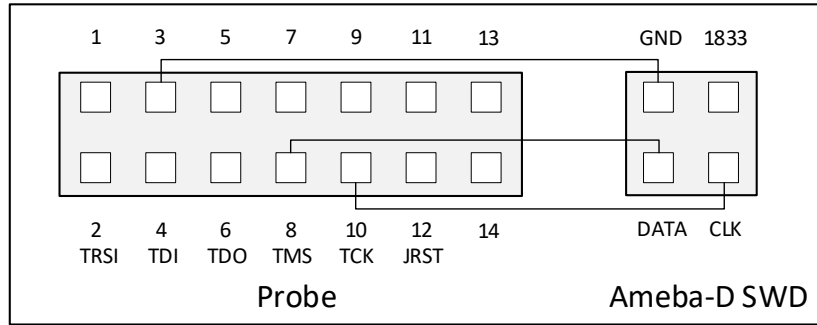 1 3 5 7 9 11 13 GND 1833
2 4 6 8 10 12 14 DATA CLK
TRSI TDI TDO TMS TCK JRST
Probe Ameba-D SWD